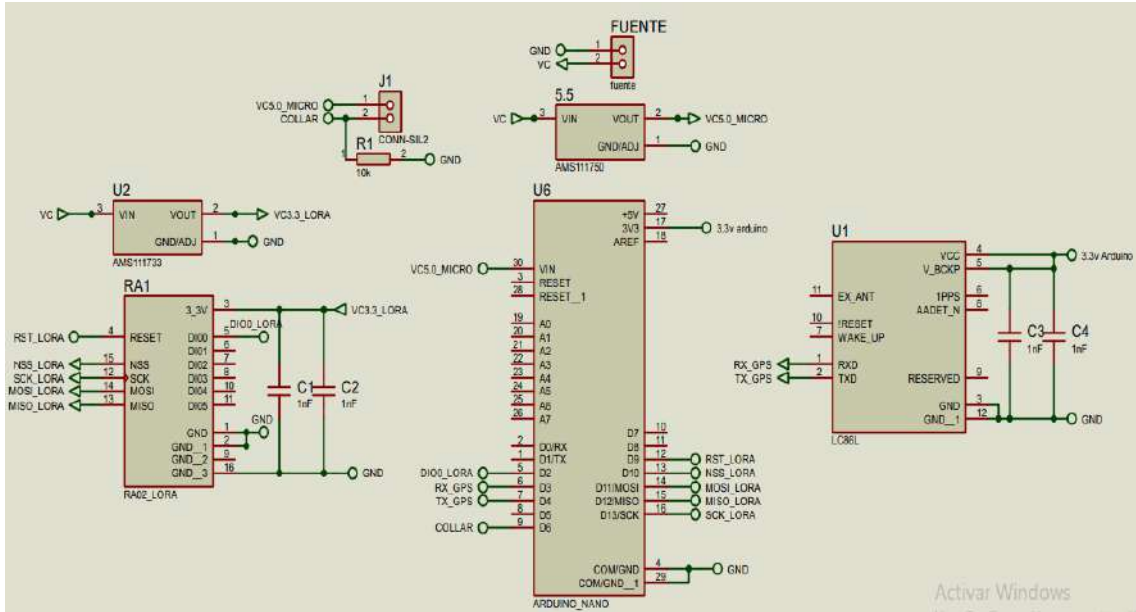 FUENTE
GND 1
VC 2
fuente
J1
VC5.0_MICRO 1
COLLAR 2
CONN-SIL2
R1
1 2 GND
10k
5.5
VC 3 VIN VOUT 2 VC5.0_MICRO
GND/ADJ 1 GND
AMS111750
U2
VC 3 VIN VOUT 2 VC3.3_LORA
GND/ADJ 1 GND
AMS111733
RA1
3_3V 3 VC3.3_LORA
DIO0_LORA
RST_LORA 4 RESET DIO0 5
DIO1 6
NSS_LORA 15 NSS DIO2 7
SCK_LORA 12 SCK DIO3 8
MOSI_LORA 14 MOSI DIO4 10
MISO_LORA 13 MISO DIO5 11
GND
GND 1
GND__1 2
GND__2 9
GND__3 16 GND
RA02_LORA
C1
1nF
C2
1nF
U6
+5V 27
3V3 17 3.3v arduino
AREF 18
VC5.0_MICRO 30 VIN
3 RESET
28 RESET__1
19 A0
20 A1
21 A2
22 A3
23 A4
24 A5
25 A6
26 A7
2 D0/RX
1 D1/TX
DIO0_LORA 5 D2
RX_GPS 6 D3
TX_GPS 7 D4
8 D5
COLLAR 9 D6
D7 10
D8 11
D9 12 RST_LORA
D10 13 NSS_LORA
D11/MOSI 14 MOSI_LORA
D12/MISO 15 MISO_LORA
D13/SCK 16 SCK_LORA
COM/GND 4 GND
COM/GND__1 29
ARDUINO_NANO
U1
VCC 4 3.3v Arduino
V_BCKP 5
11 EX_ANT 1PPS 6
AADET_N
10 !RESET
7 WAKE_UP
RX_GPS 1 RXD
TX_GPS 2 TXD
RESERVED 9
GND 3
GND__1 12 GND
LC86L
C3
1nF
C4
1nF
Activar Windows